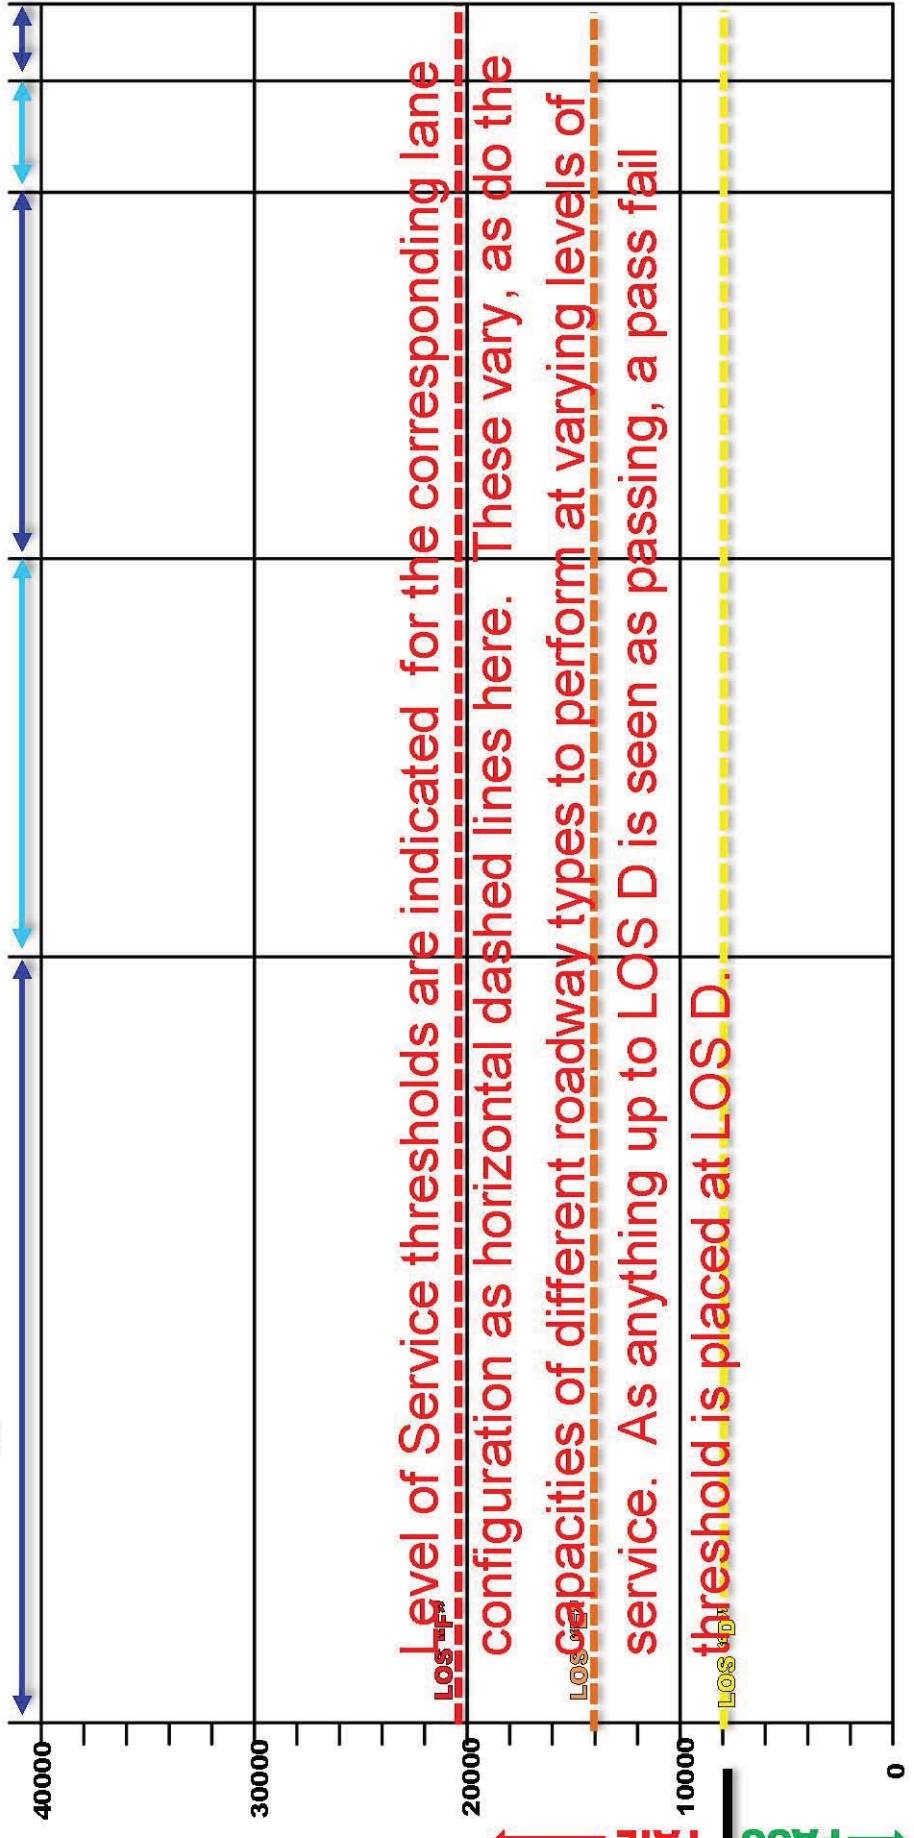 40000
30000
20000
10000
0
LOS "F"
LOS "E"
LOS "D"
Level of Service thresholds are indicated for the corresponding lane
configuration as horizontal dashed lines here. These vary, as do the
capacities of different roadway types to perform at varying levels of
service. As anything up to LOS D is seen as passing, a pass fail
threshold is placed at LOS D.